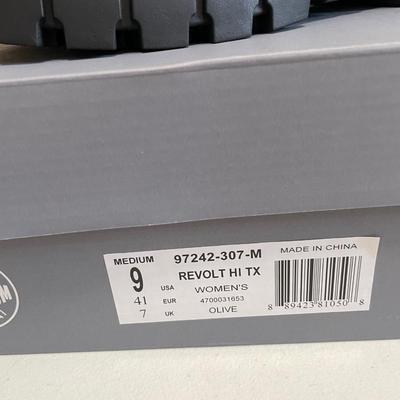 MEDIUM 97242-307-M MADE IN CHINA
9 USA REVOLT HI TX
WOMEN'S
41 EUR 4700031653
7 UK OLIVE
8 89423 81050 8